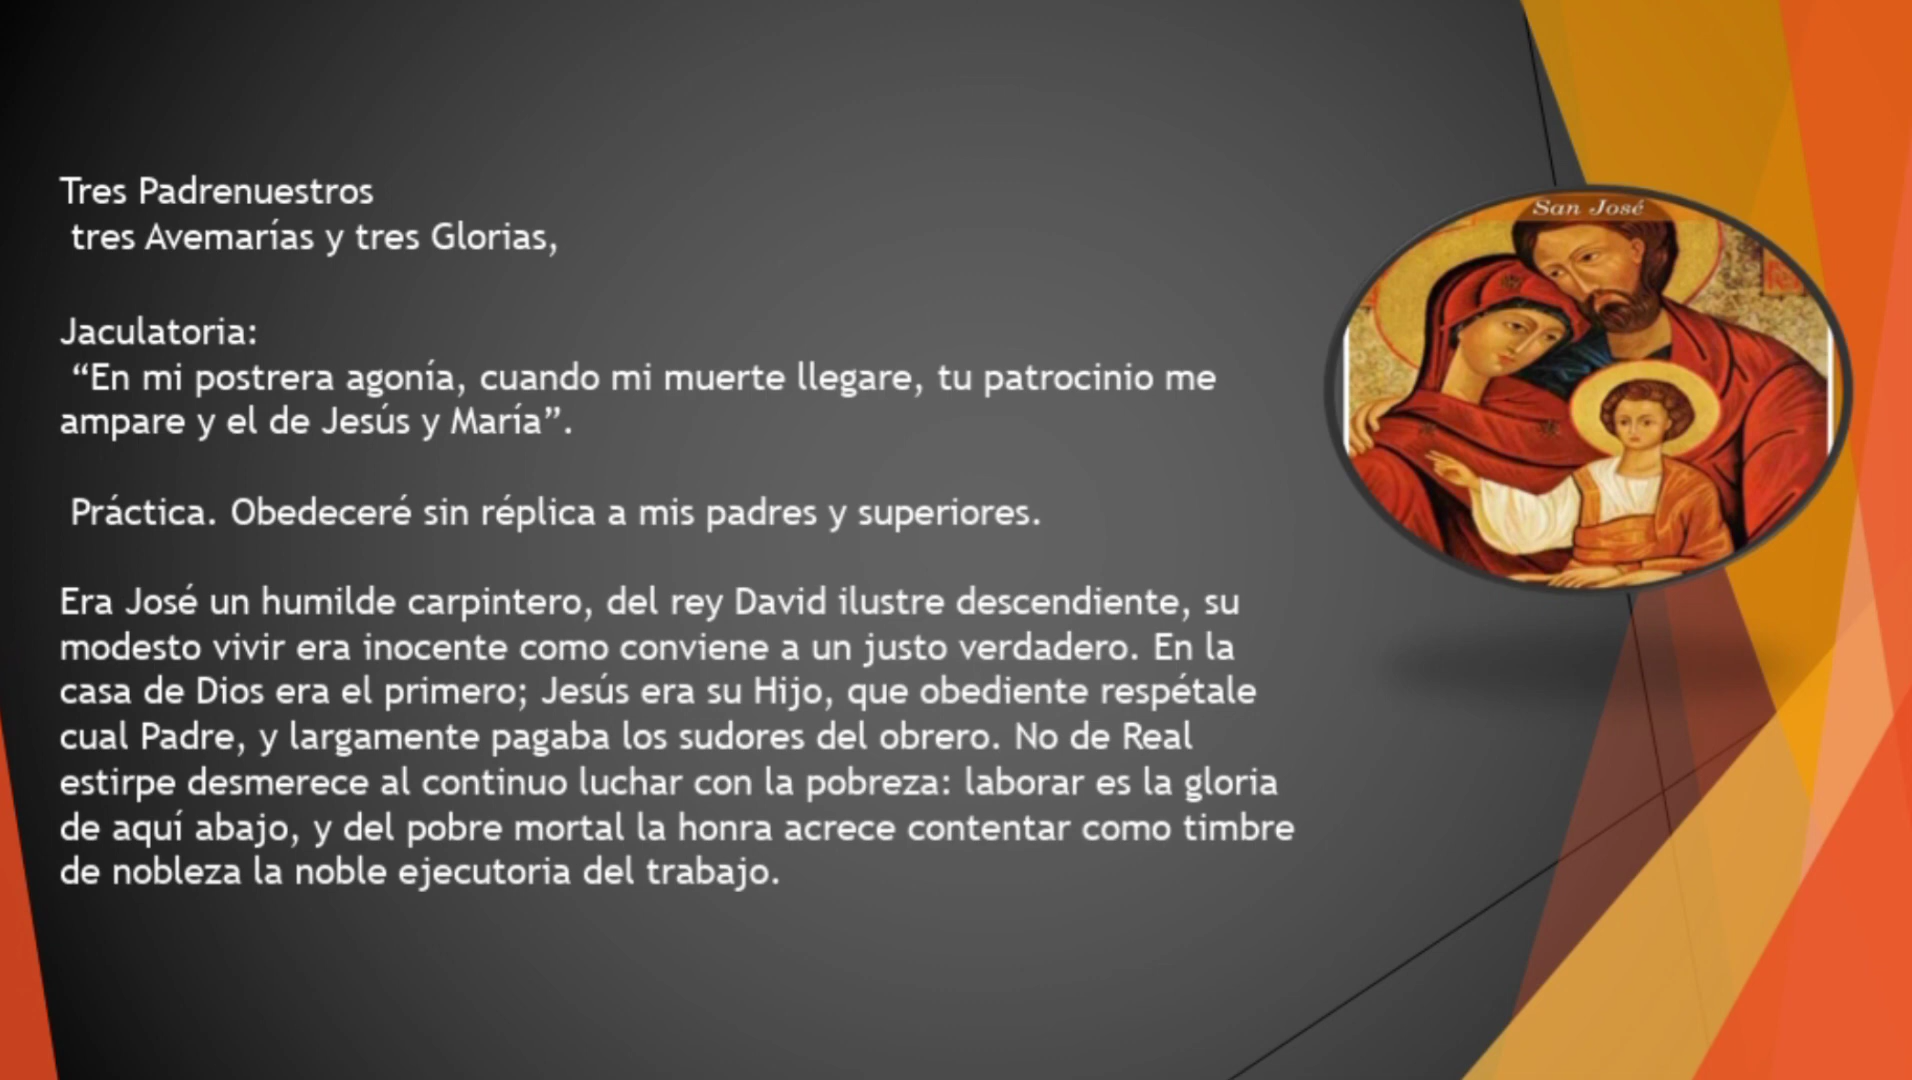 Tres Padrenuestros
tres Avemarías y tres Glorias,
Jaculatoria:
“En mi postrera agonía, cuando mi muerte llegare, tu patrocinio me
ampare y el de Jesús y María”.
Práctica. Obedeceré sin réplica a mis padres y superiores.
Era José un humilde carpintero, del rey David ilustre descendiente, su
modesto vivir era inocente como conviene a un justo verdadero. En la
casa de Dios era el primero; Jesús era su Hijo, que obediente respétale
cual Padre, y largamente pagaba los sudores del obrero. No de Real
estirpe desmerece al continuo luchar con la pobreza: laborar es la gloria
de aquí abajo, y del pobre mortal la honra acrece contentar como timbre
de nobleza la noble ejecutoria del trabajo.
San José